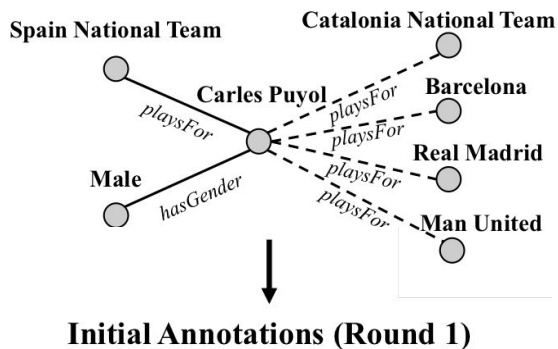 Spain National Team
Catalonia National Team
Carles Puyol
Barcelona
playsFor
playsFor
playsFor
Male
Real Madrid
hasGender
playsFor
playsFor
Man United
Initial Annotations (Round 1)